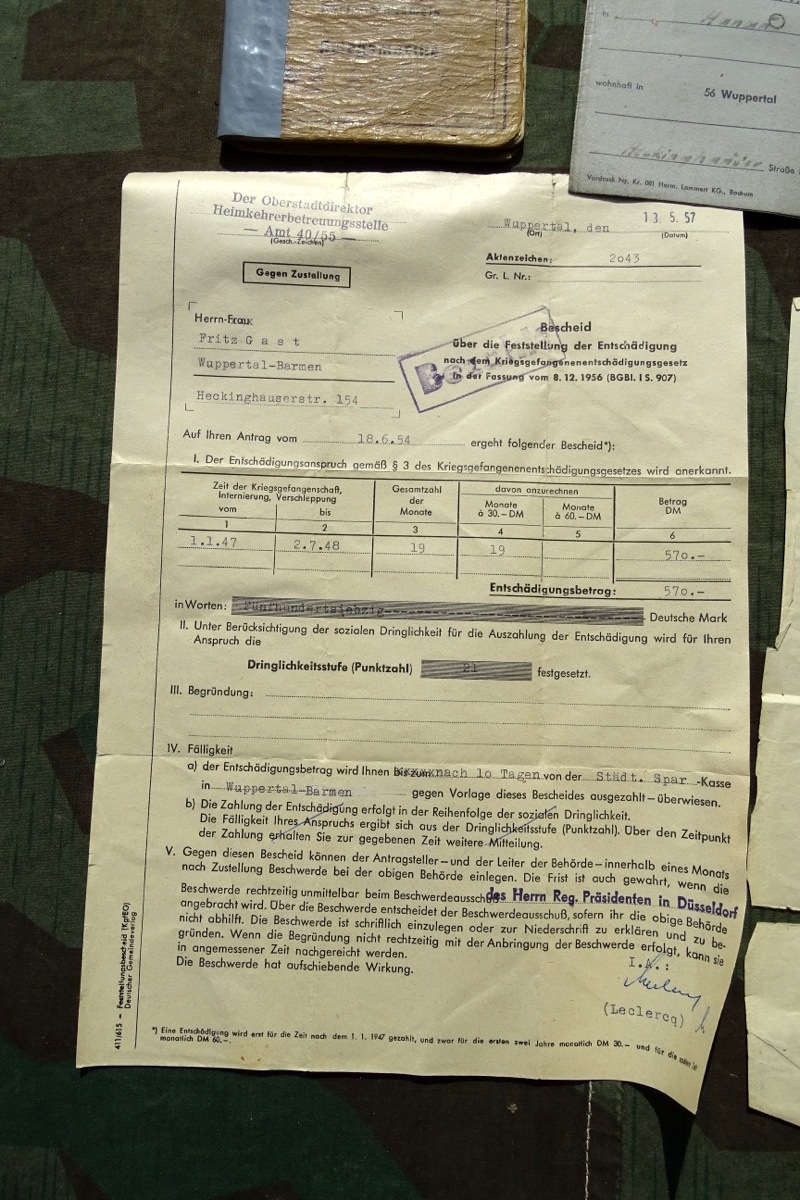 in
wohnhaft in
56 Wuppertal
Straße
Vordruck Nr. Kr. 081 Herm. Lammert KG., Bochum
Der Oberstadtdirektor
Heimkehrerbetreuungsstelle
— Amt 40/55 —
(Gesch.-Zeichen)
Gegen Zustellung
Wuppertal, den
13. 5. 57
(Ort)
(Datum)
Aktenzeichen: 2o43
Gr. L. Nr.:
Herrn-Frau:
Fritz G a s t
Wuppertal-Barmen
Heckinghauserstr. 154
Bescheid
über die Feststellung der Entschädigung
nach dem Kriegsgefangenenentschädigungsgesetz
in der Fassung vom 8. 12. 1956 (BGBl. I S. 907)
Auf Ihren Antrag vom 18.6.54 ergeht folgender Bescheid*):
I. Der Entschädigungsanspruch gemäß § 3 des Kriegsgefangenenentschädigungsgesetzes wird anerkannt.
Zeit der Kriegsgefangenschaft,
Internierung, Verschleppung
vom
bis
Gesamtzahl
der
Monate
davon anzurechnen
Monate
à 30.– DM
Monate
à 60.– DM
Betrag
DM
1 2 3 4 5 6
1.1.47 2.7.48 19 19 570.-
Entschädigungsbetrag: 570.-
in Worten: Fünfhundertsiebzig---------------- Deutsche Mark
II. Unter Berücksichtigung der sozialen Dringlichkeit für die Auszahlung der Entschädigung wird für Ihren
Anspruch die
Dringlichkeitsstufe (Punktzahl) 21 festgesetzt.
III. Begründung:
IV. Fälligkeit
a) der Entschädigungsbetrag wird Ihnen bis zum nach lo Tagen von der Städt. Spar -Kasse
in Wuppertal-Barmen gegen Vorlage dieses Bescheides ausgezahlt – überwiesen.
b) Die Zahlung der Entschädigung erfolgt in der Reihenfolge der sozialen Dringlichkeit.
Die Fälligkeit Ihres Anspruchs ergibt sich aus der Dringlichkeitsstufe (Punktzahl). Über den Zeitpunkt
der Zahlung erhalten Sie zur gegebenen Zeit weitere Mitteilung.
V. Gegen diesen Bescheid können der Antragsteller – und der Leiter der Behörde – innerhalb eines Monats
nach Zustellung Beschwerde bei der obigen Behörde einlegen. Die Frist ist auch gewahrt, wenn die
Beschwerde rechtzeitig unmittelbar beim Beschwerdeausschuß des Herrn Reg. Präsidenten in Düsseldorf
angebracht wird. Über die Beschwerde entscheidet der Beschwerdeausschuß, sofern ihr die obige Behörde
nicht abhilft. Die Beschwerde ist schriftlich einzulegen oder zur Niederschrift zu erklären und zu be-
gründen. Wenn die Begründung nicht rechtzeitig mit der Anbringung der Beschwerde erfolgt, kann sie
in angemessener Zeit nachgereicht werden.
Die Beschwerde hat aufschiebende Wirkung.
I.A.:
(Leclercq)
411/615 – Feststellungsbescheid (KgfEG)
Deutscher Gemeindeverlag
*) Eine Entschädigung wird erst für die Zeit nach dem 1. 1. 1947 gezahlt, und zwar für die ersten zwei Jahre monatlich DM 30.– und für die
monatlich DM 60.–.